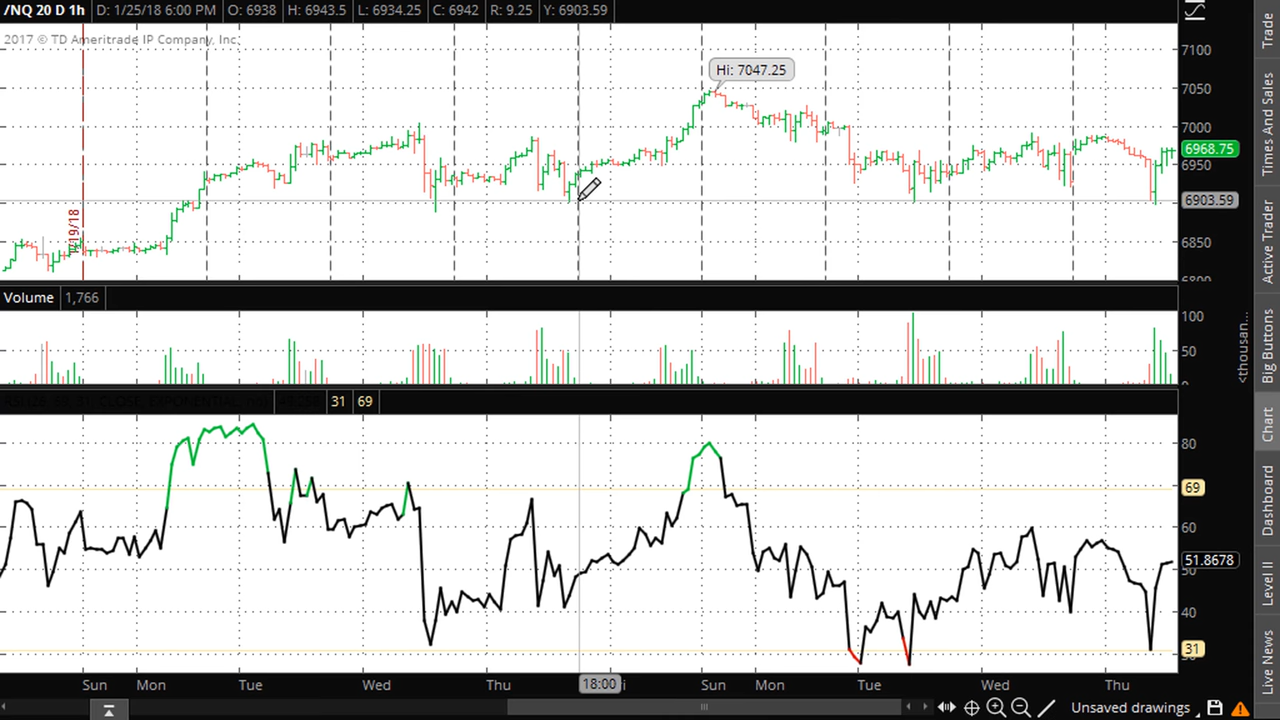 /NQ 20 D 1h D: 1/25/18 6:00 PM O: 6938 H: 6943.5 L: 6934.25 C: 6942 R: 9.25 Y: 6903.59
2017 © TD Ameritrade IP Company, Inc.
Hi: 7047.25
7100
7050
7000
6968.75
6950
6903.59
6850
6800
Volume 1,766
100
50
<thousan...
31 69
80
69
60
51.8678
50
40
31
Sun Mon Tue Wed Thu 18:00 Sun Mon Tue Wed Thu
Unsaved drawings
Trade
Times And Sales
Active Trader
Big Buttons
Chart
Dashboard
Level II
Live News